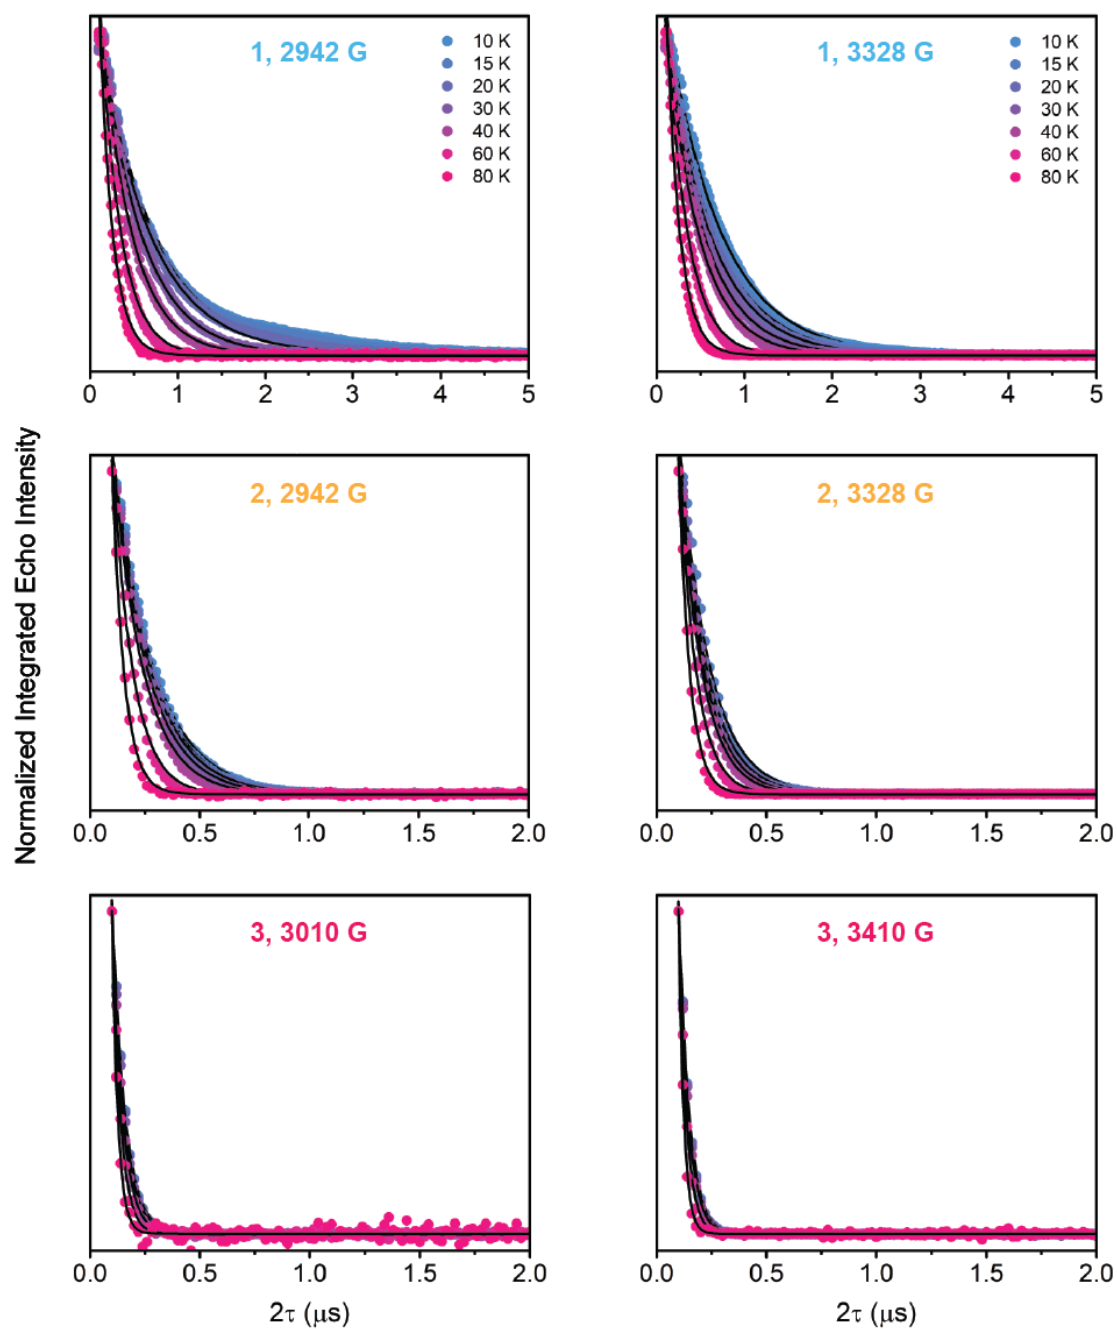 1, 2942 G
10 K
15 K
20 K
30 K
40 K
60 K
80 K
0 1 2 3 4 5
1, 3328 G
10 K
15 K
20 K
30 K
40 K
60 K
80 K
0 1 2 3 4 5
Normalized Integrated Echo Intensity
2, 2942 G
0.0 0.5 1.0 1.5 2.0
2, 3328 G
0.0 0.5 1.0 1.5 2.0
3, 3010 G
0.0 0.5 1.0 1.5 2.0
2τ (μs)
3, 3410 G
0.0 0.5 1.0 1.5 2.0
2τ (μs)